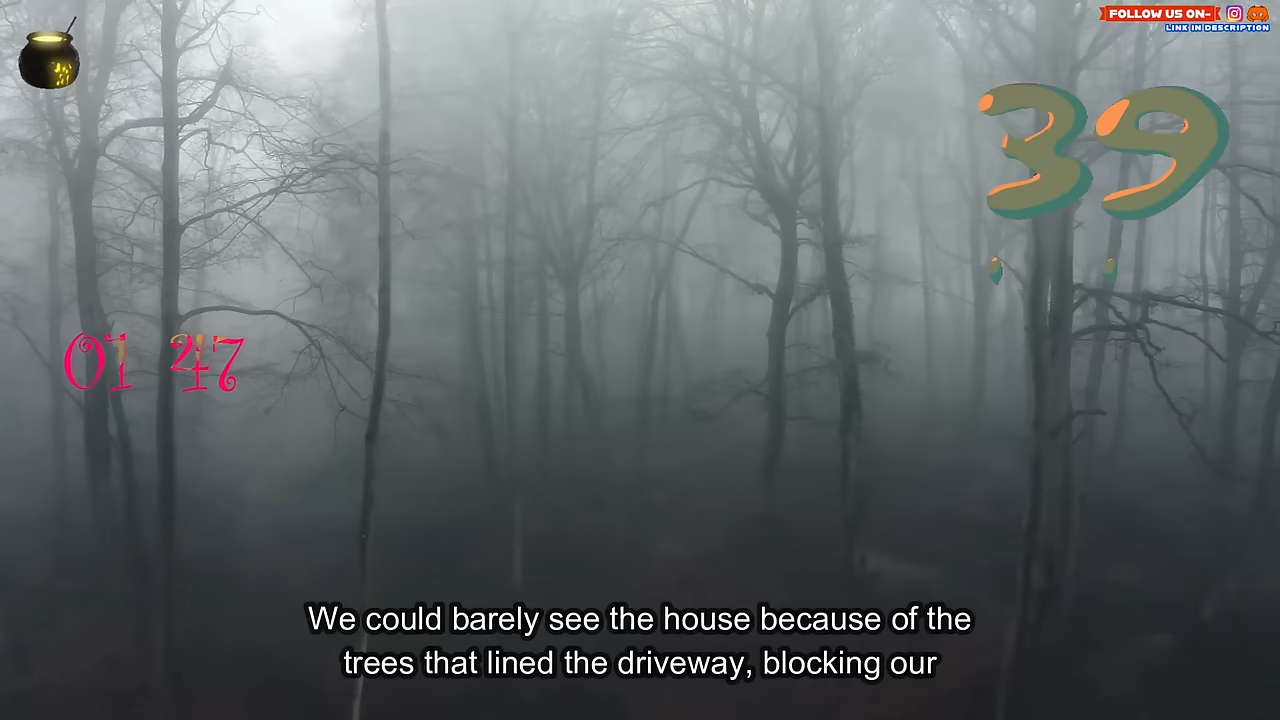 FOLLOW US ON-
LINK IN DESCRIPTION
39
01 47
We could barely see the house because of the
trees that lined the driveway, blocking our